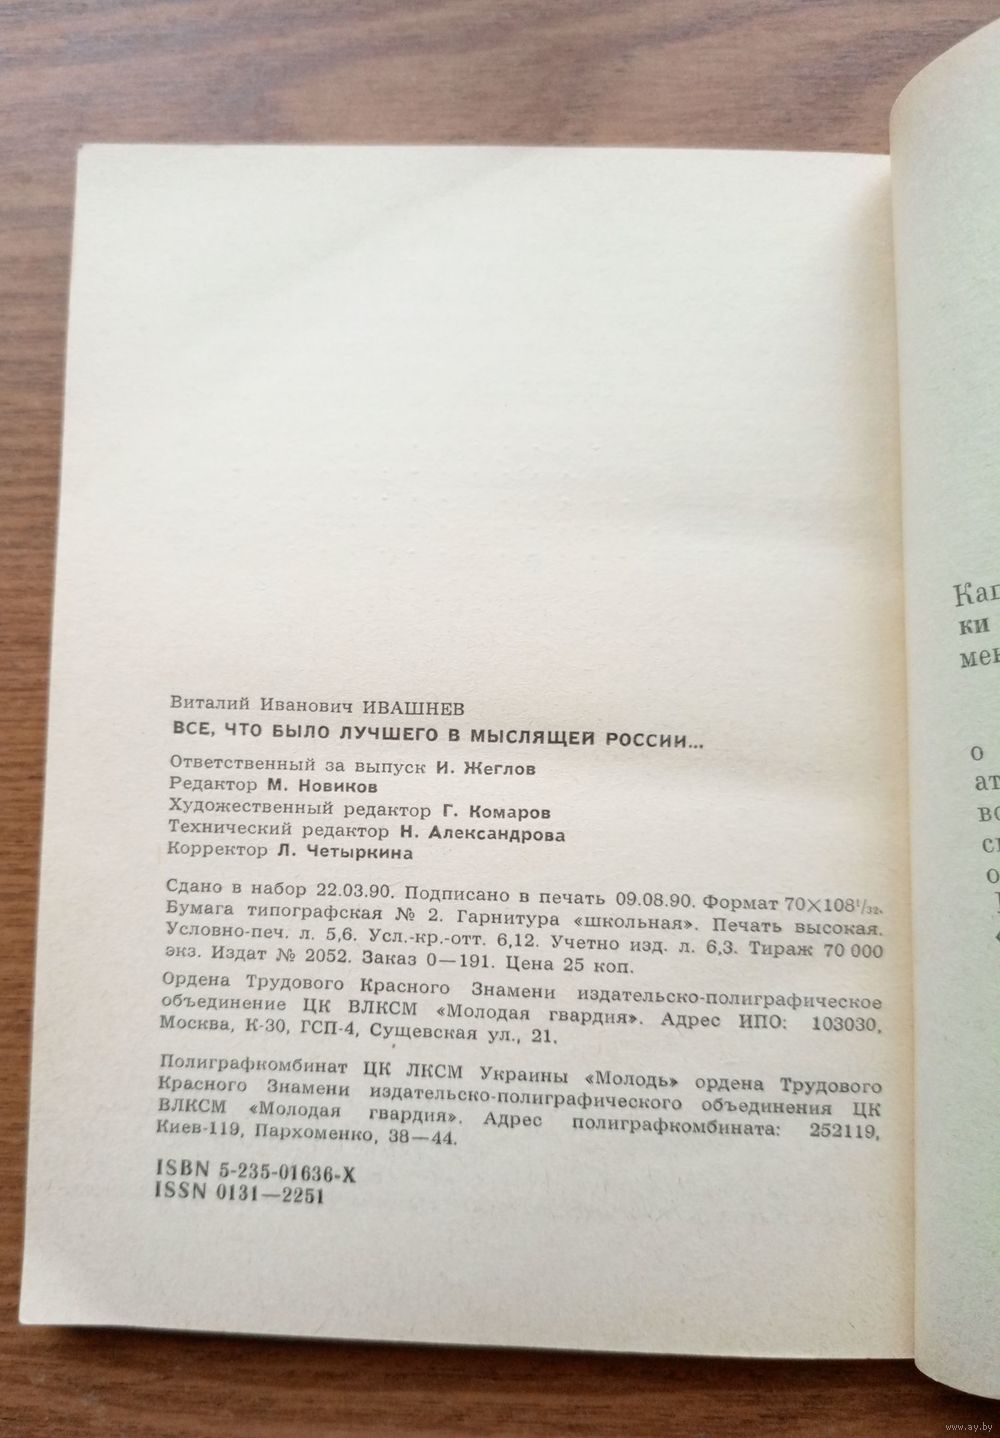 Виталий Иванович ИВАШНЕВ
ВСЕ, ЧТО БЫЛО ЛУЧШЕГО В МЫСЛЯЩЕЙ РОССИИ...
Ответственный за выпуск И. Жеглов
Редактор М. Новиков
Художественный редактор Г. Комаров
Технический редактор Н. Александрова
Корректор Л. Четыркина
Сдано в набор 22.03.90. Подписано в печать 09.08.90. Формат 70×108¹/₃₂.
Бумага типографская № 2. Гарнитура «школьная». Печать высокая.
Условно-печ. л. 5,6. Усл.-кр.-отт. 6,12. Учетно изд. л. 6,3. Тираж 70 000
экз. Издат № 2052. Заказ 0—191. Цена 25 коп.
Ордена Трудового Красного Знамени издательско-полиграфическое
объединение ЦК ВЛКСМ «Молодая гвардия». Адрес ИПО: 103030,
Москва, К-30, ГСП-4, Сущевская ул., 21.
Полиграфкомбинат ЦК ЛКСМ Украины «Молодь» ордена Трудового
Красного Знамени издательско-полиграфического объединения ЦК
ВЛКСМ «Молодая гвардия». Адрес полиграфкомбината: 252119,
Киев-119, Пархоменко, 38—44.
ISBN 5-235-01636-X
ISSN 0131—2251
ки
о
www.ay.by